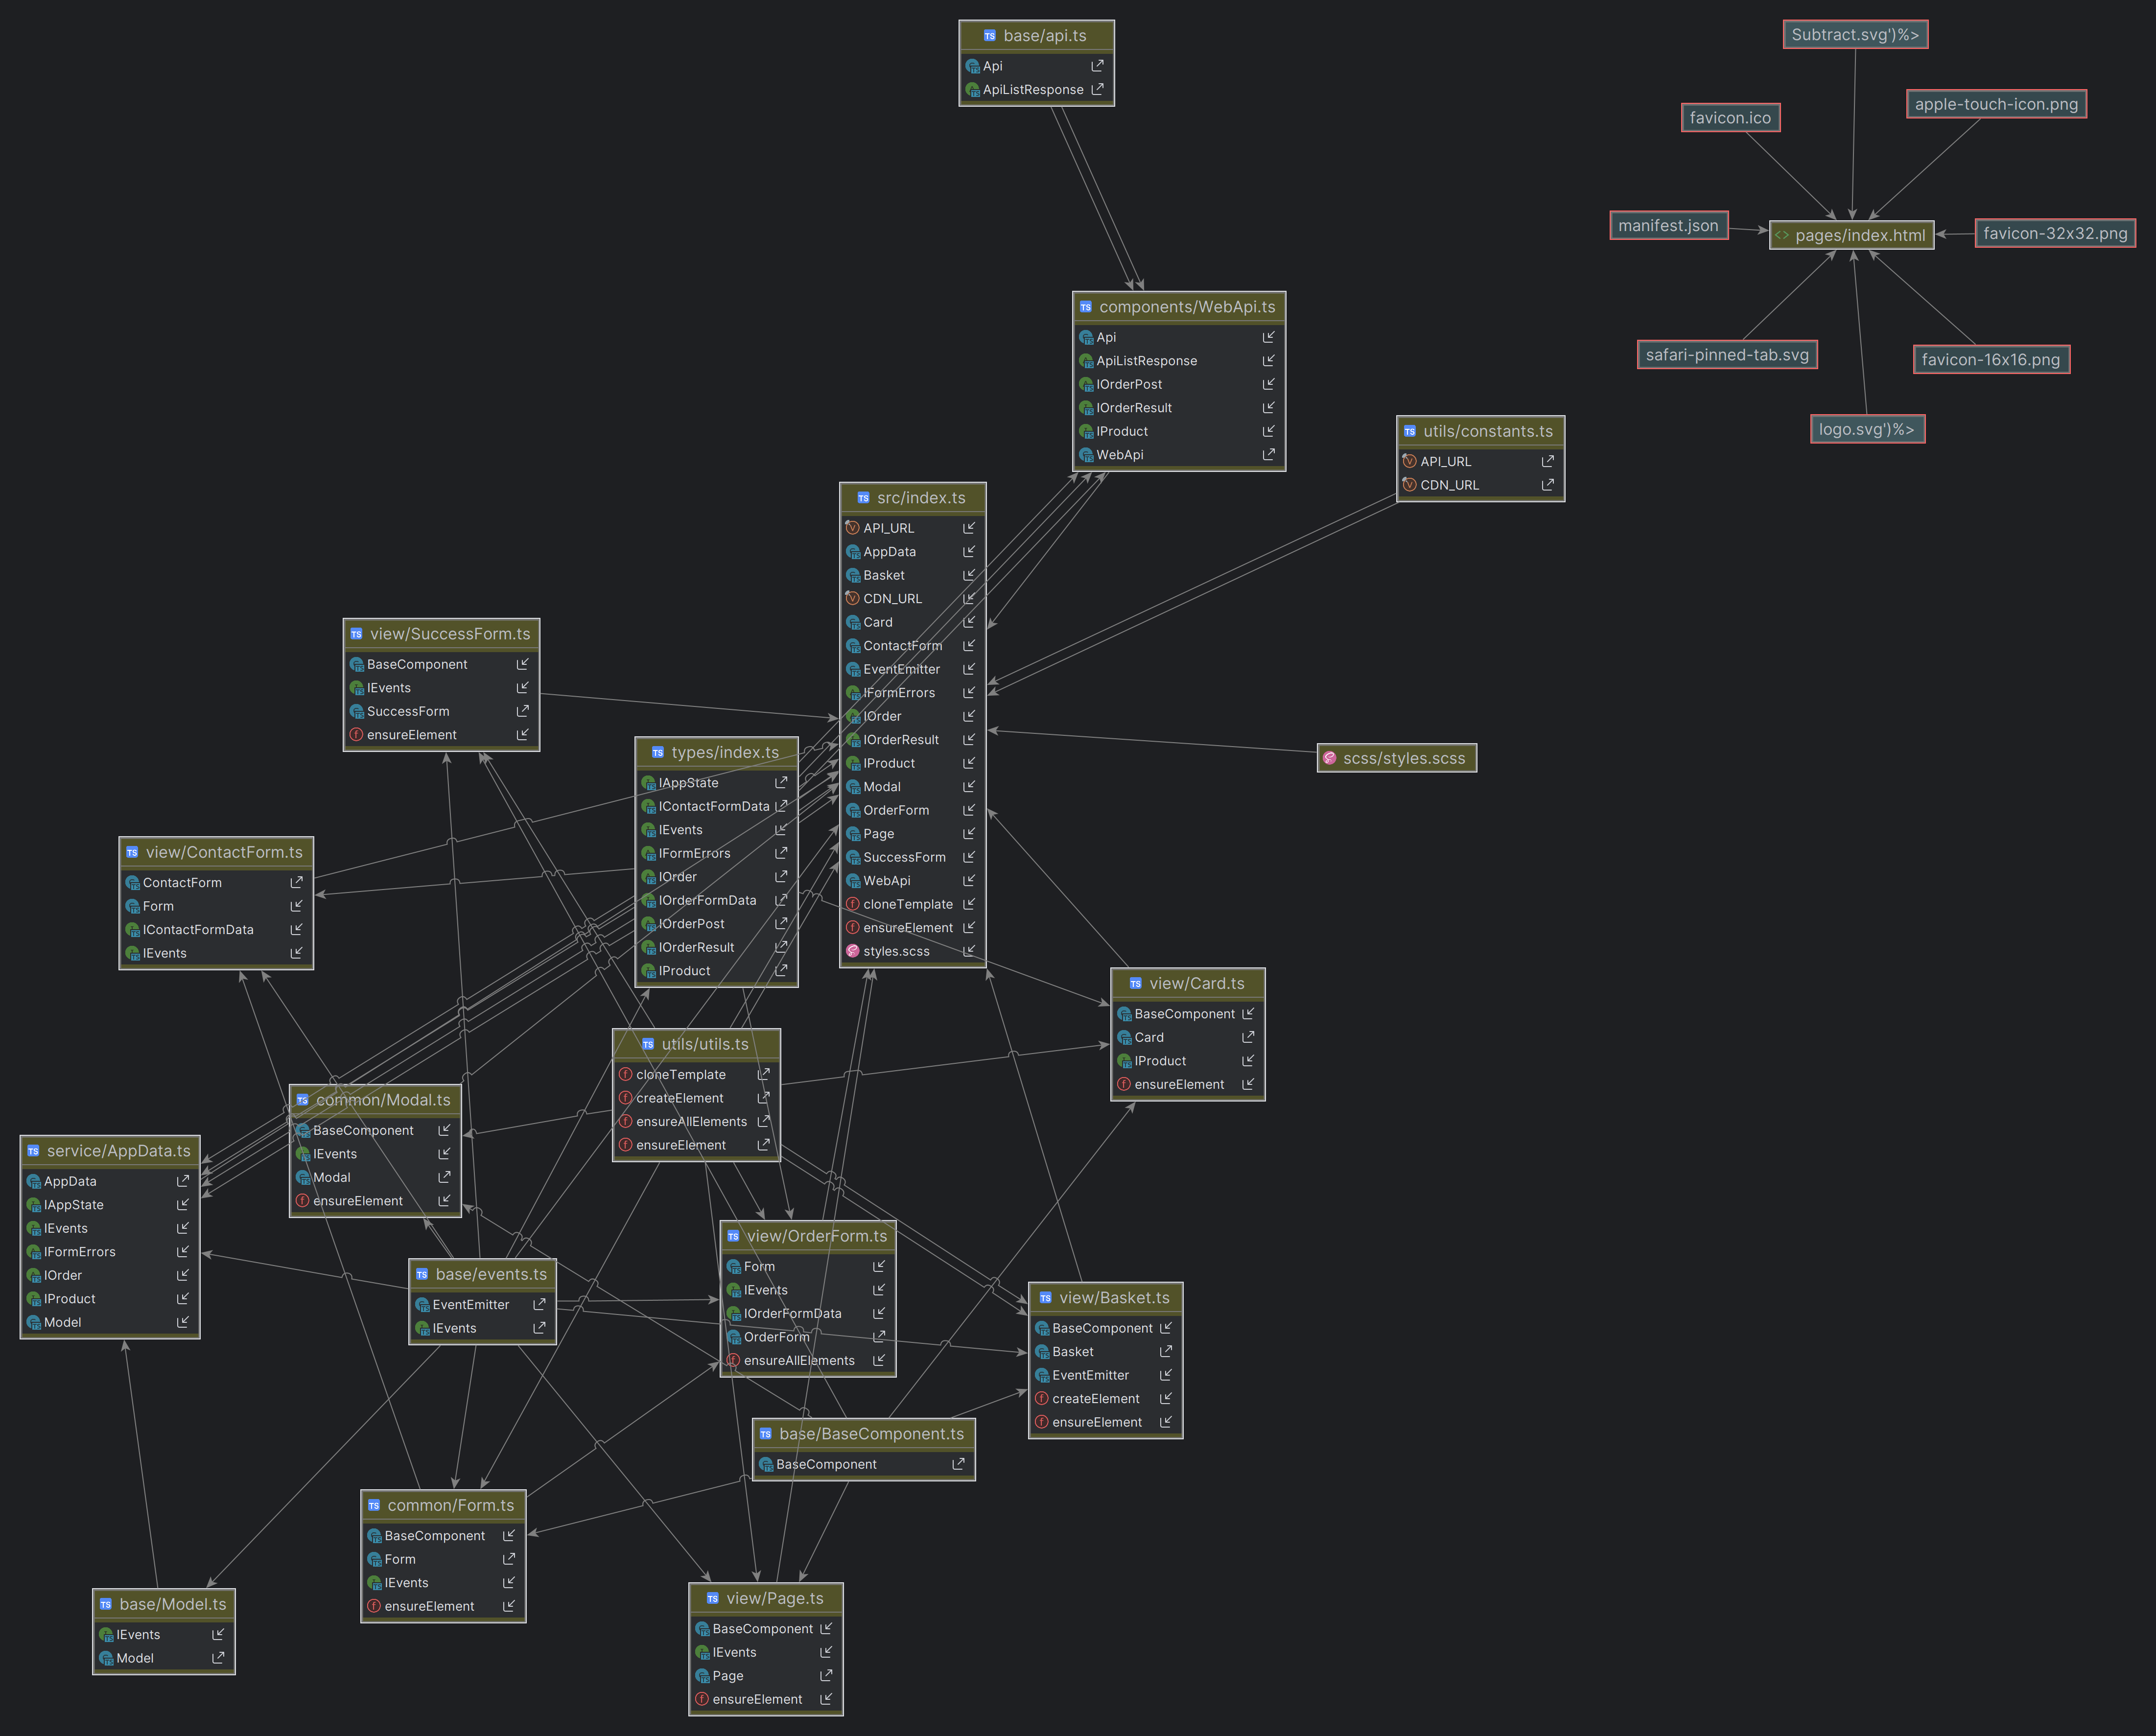 base/api.ts
Api
ApiListResponse
Subtract.svg')%>
favicon.ico
apple-touch-icon.png
manifest.json
<> pages/index.html
favicon-32x32.png
safari-pinned-tab.svg
favicon-16x16.png
logo.svg')%>
components/WebApi.ts
Api
ApiListResponse
IOrderPost
IOrderResult
IProduct
WebApi
utils/constants.ts
API_URL
CDN_URL
src/index.ts
API_URL
AppData
Basket
CDN_URL
Card
ContactForm
EventEmitter
IFormErrors
IOrder
IOrderResult
IProduct
Modal
OrderForm
Page
SuccessForm
WebApi
cloneTemplate
ensureElement
styles.scss
view/SuccessForm.ts
BaseComponent
IEvents
SuccessForm
ensureElement
types/index.ts
IAppState
IContactFormData
IEvents
IFormErrors
IOrder
IOrderFormData
IOrderPost
IOrderResult
IProduct
scss/styles.scss
view/ContactForm.ts
ContactForm
Form
IContactFormData
IEvents
view/Card.ts
BaseComponent
Card
IProduct
ensureElement
utils/utils.ts
cloneTemplate
createElement
ensureAllElements
ensureElement
common/Modal.ts
BaseComponent
IEvents
Modal
ensureElement
service/AppData.ts
AppData
IAppState
IEvents
IFormErrors
IOrder
IProduct
Model
view/OrderForm.ts
Form
IEvents
IOrderFormData
OrderForm
ensureAllElements
base/events.ts
EventEmitter
IEvents
view/Basket.ts
BaseComponent
Basket
EventEmitter
createElement
ensureElement
base/BaseComponent.ts
BaseComponent
common/Form.ts
BaseComponent
Form
IEvents
ensureElement
base/Model.ts
IEvents
Model
view/Page.ts
BaseComponent
IEvents
Page
ensureElement